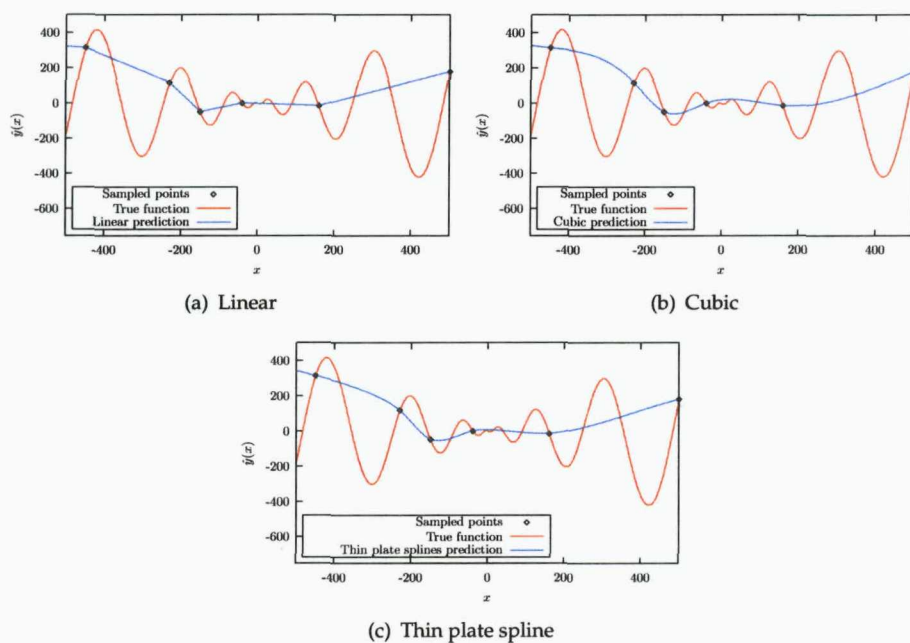 400
200
0
-200
-400
-600
ŷ(x)
Sampled points
True function
Linear prediction
-400 -200 0 200 400
x
(a) Linear
400
200
0
-200
-400
-600
ŷ(x)
Sampled points
True function
Cubic prediction
-400 -200 0 200 400
x
(b) Cubic
400
200
0
-200
-400
-600
ŷ(x)
Sampled points
True function
Thin plate splines prediction
-400 -200 0 200 400
x
(c) Thin plate spline